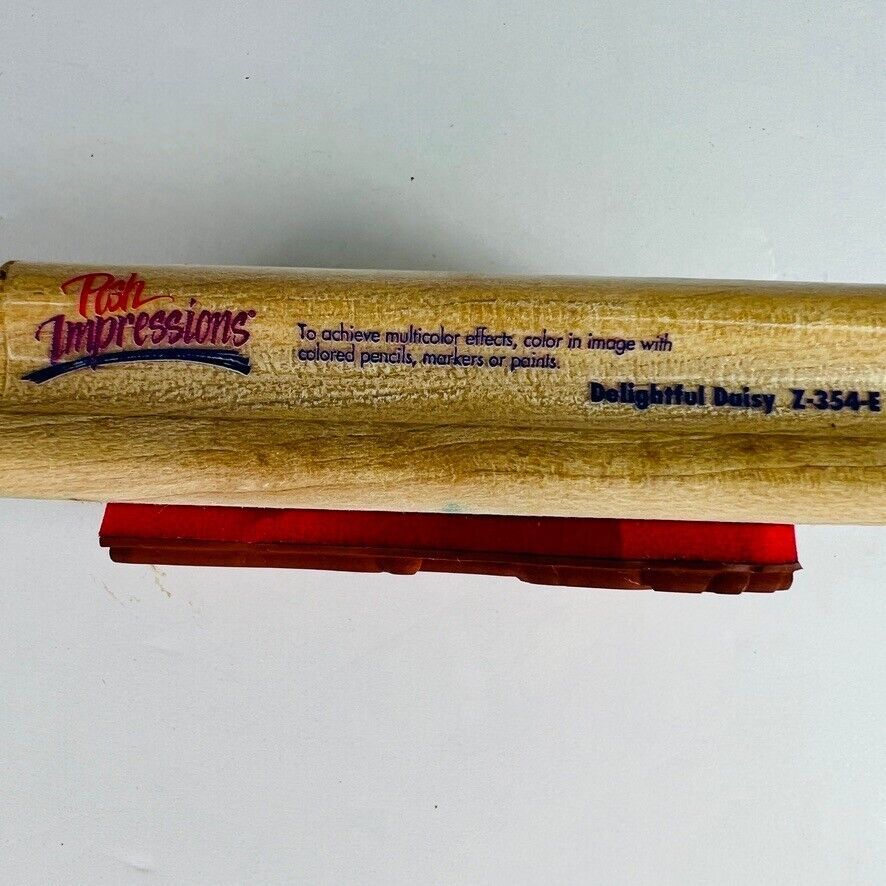 Posh
Impressions
To achieve multicolor effects, color in image with
colored pencils, markers or paints.
Delightful Daisy Z-354-E